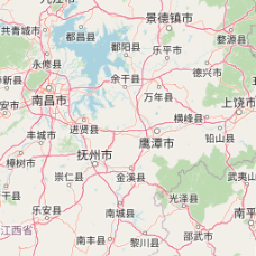 景德镇市
共青城市
都昌县
鄱阳县
婺源县
乐平市
永修县
德兴市
余干县
万年县
南昌市
上饶市
横峰县
进贤县
丰城市
鹰潭市
铅山县
抚州市
樟树市
崇仁县
金溪县
武夷山
光泽县
乐安县
南城县
南平
江西省
邵武市
南丰县
黎川县